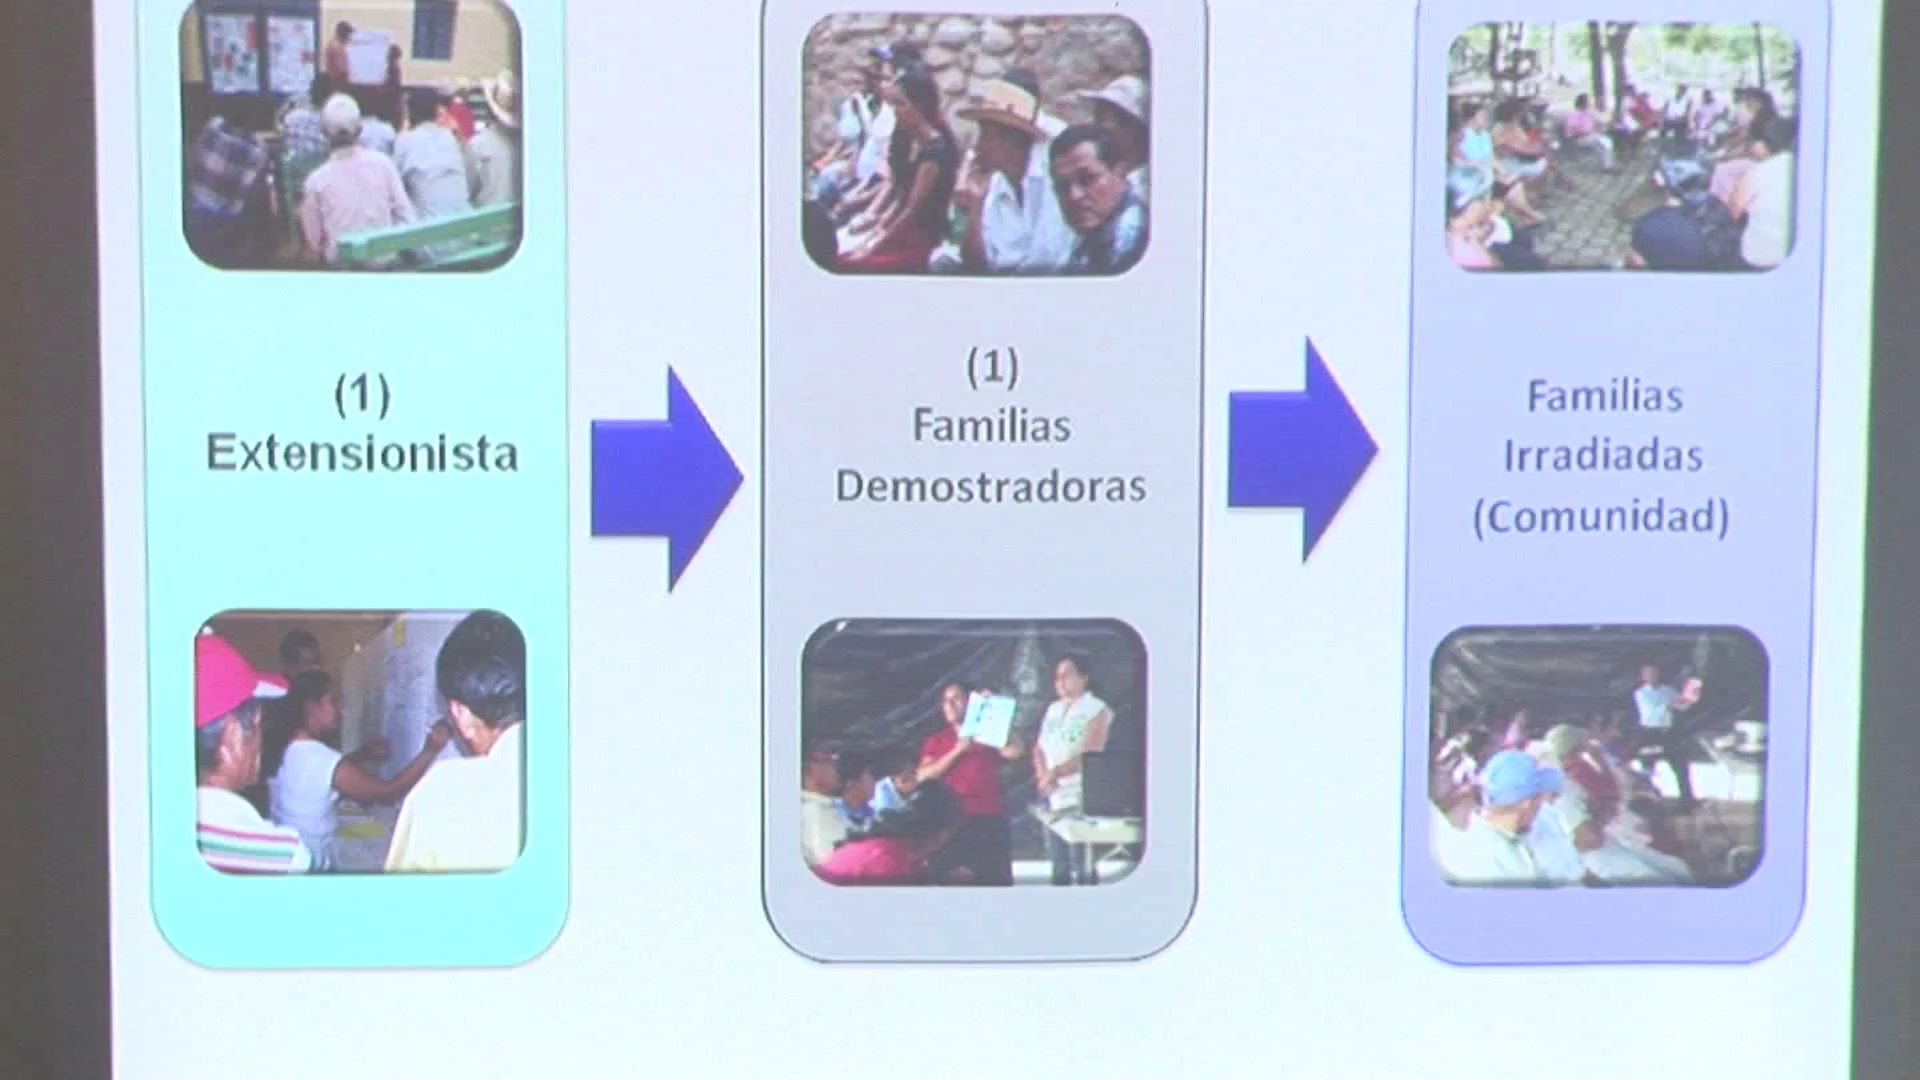 (1)
Extensionista
(1)
Familias
Demostradoras
Familias
Irradiadas
(Comunidad)